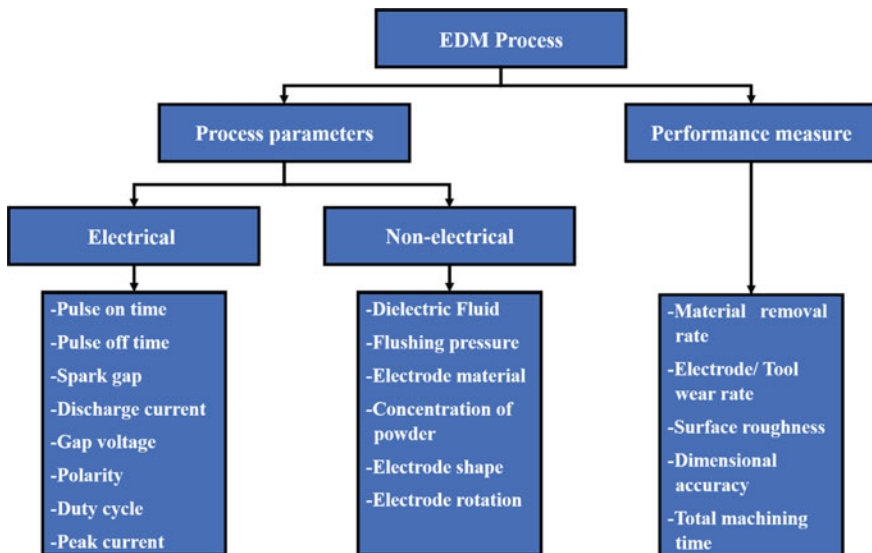 EDM Process
Process parameters
Performance measure
Electrical
Non-electrical
-Pulse on time
-Pulse off time
-Spark gap
-Discharge current
-Gap voltage
-Polarity
-Duty cycle
-Peak current
-Dielectric Fluid
-Flushing pressure
-Electrode material
-Concentration of
powder
-Electrode shape
-Electrode rotation
-Material removal
rate
-Electrode/ Tool
wear rate
-Surface roughness
-Dimensional
accuracy
-Total machining
time